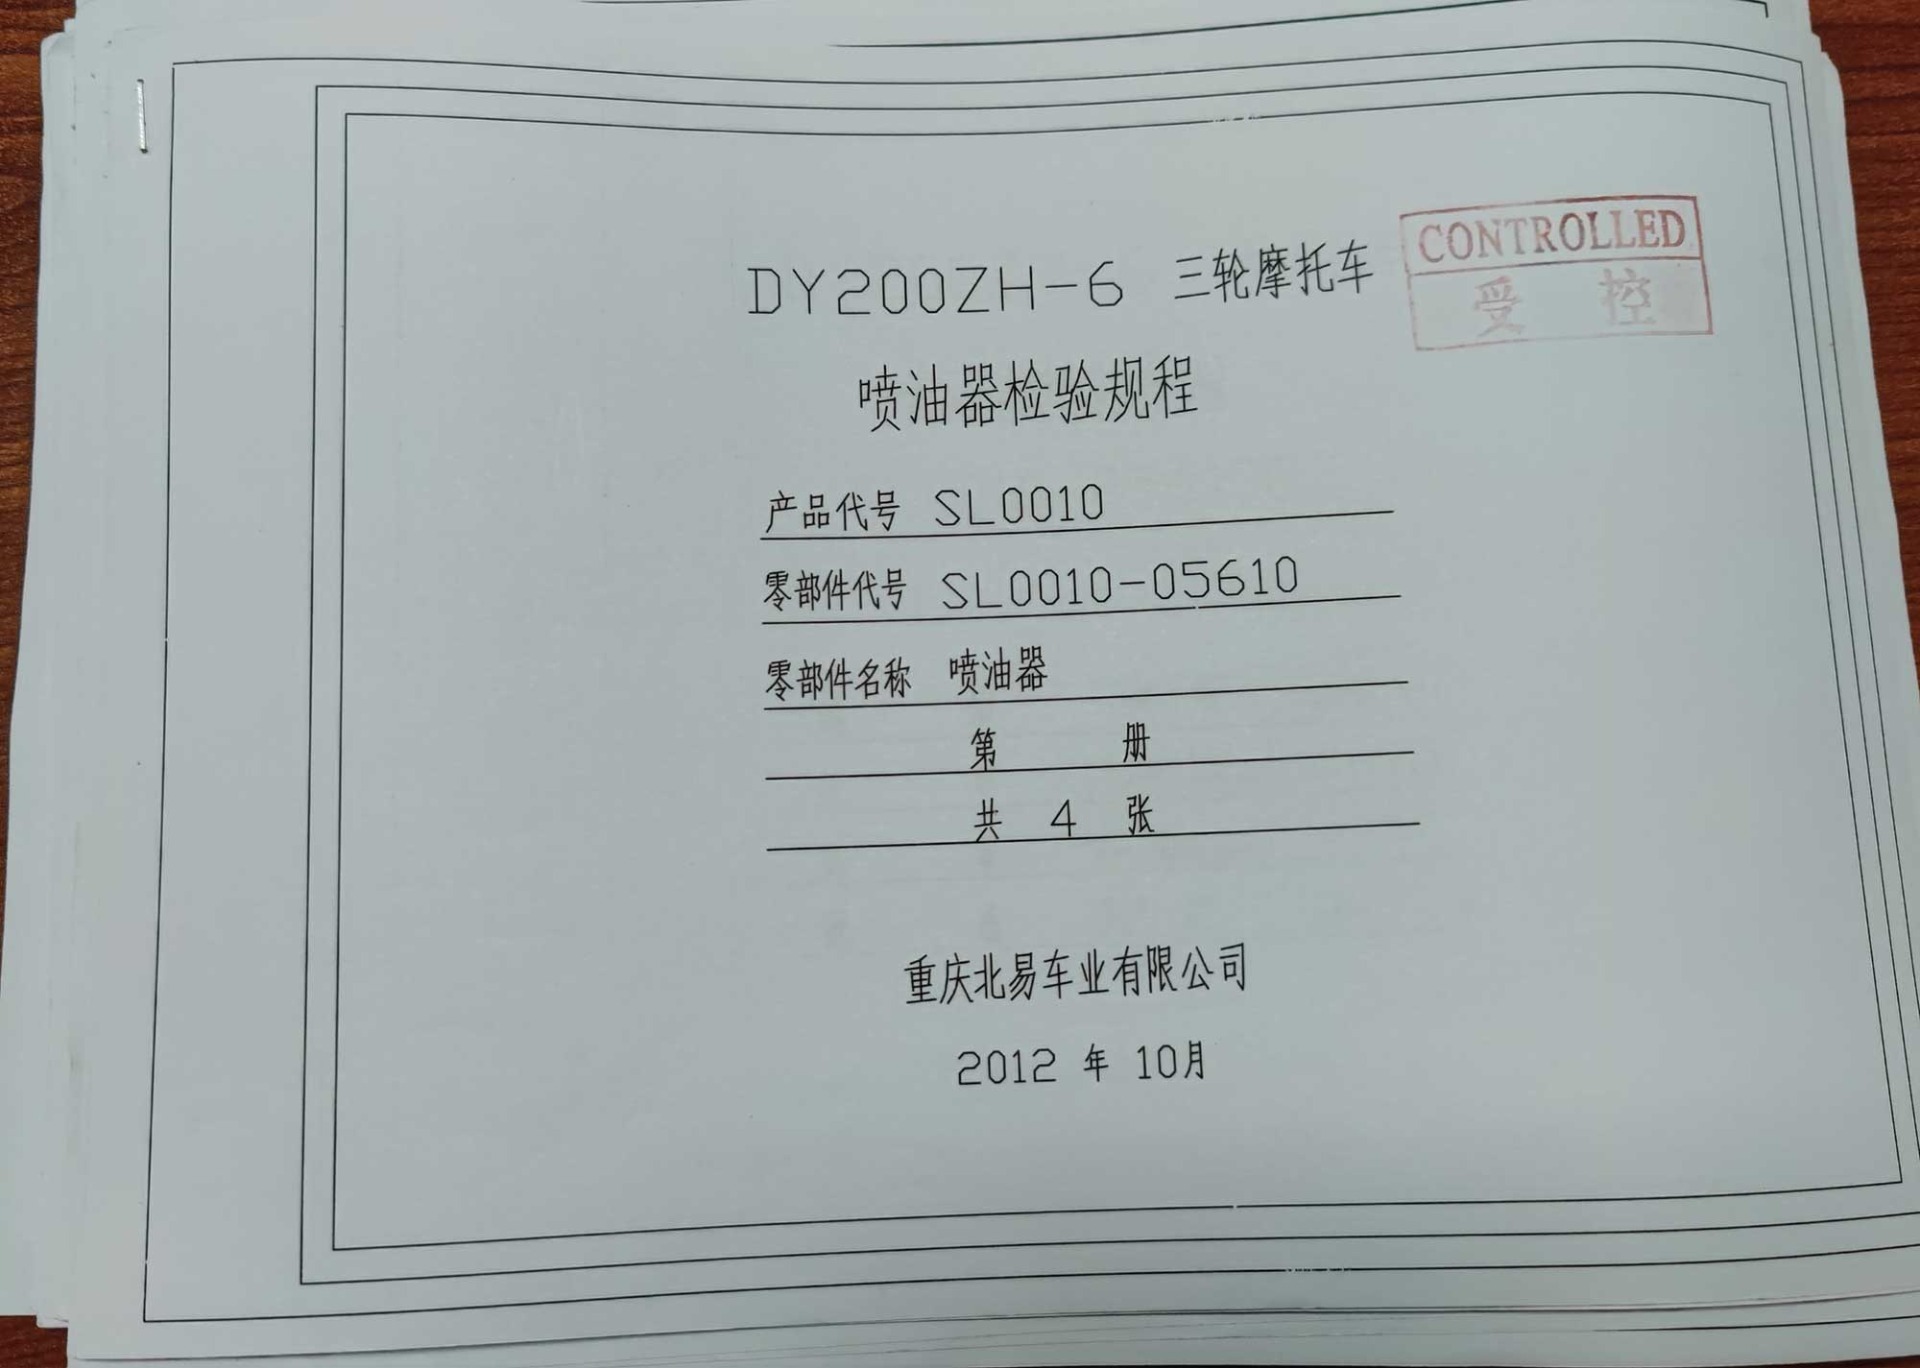 CONTROLLED
受 控
DY200ZH-6 三轮摩托车
喷油器检验规程
产品代号 SL0010
零部件代号 SL0010-05610
零部件名称 喷油器
第 册
共 4 张
重庆北易车业有限公司
2012 年 10月